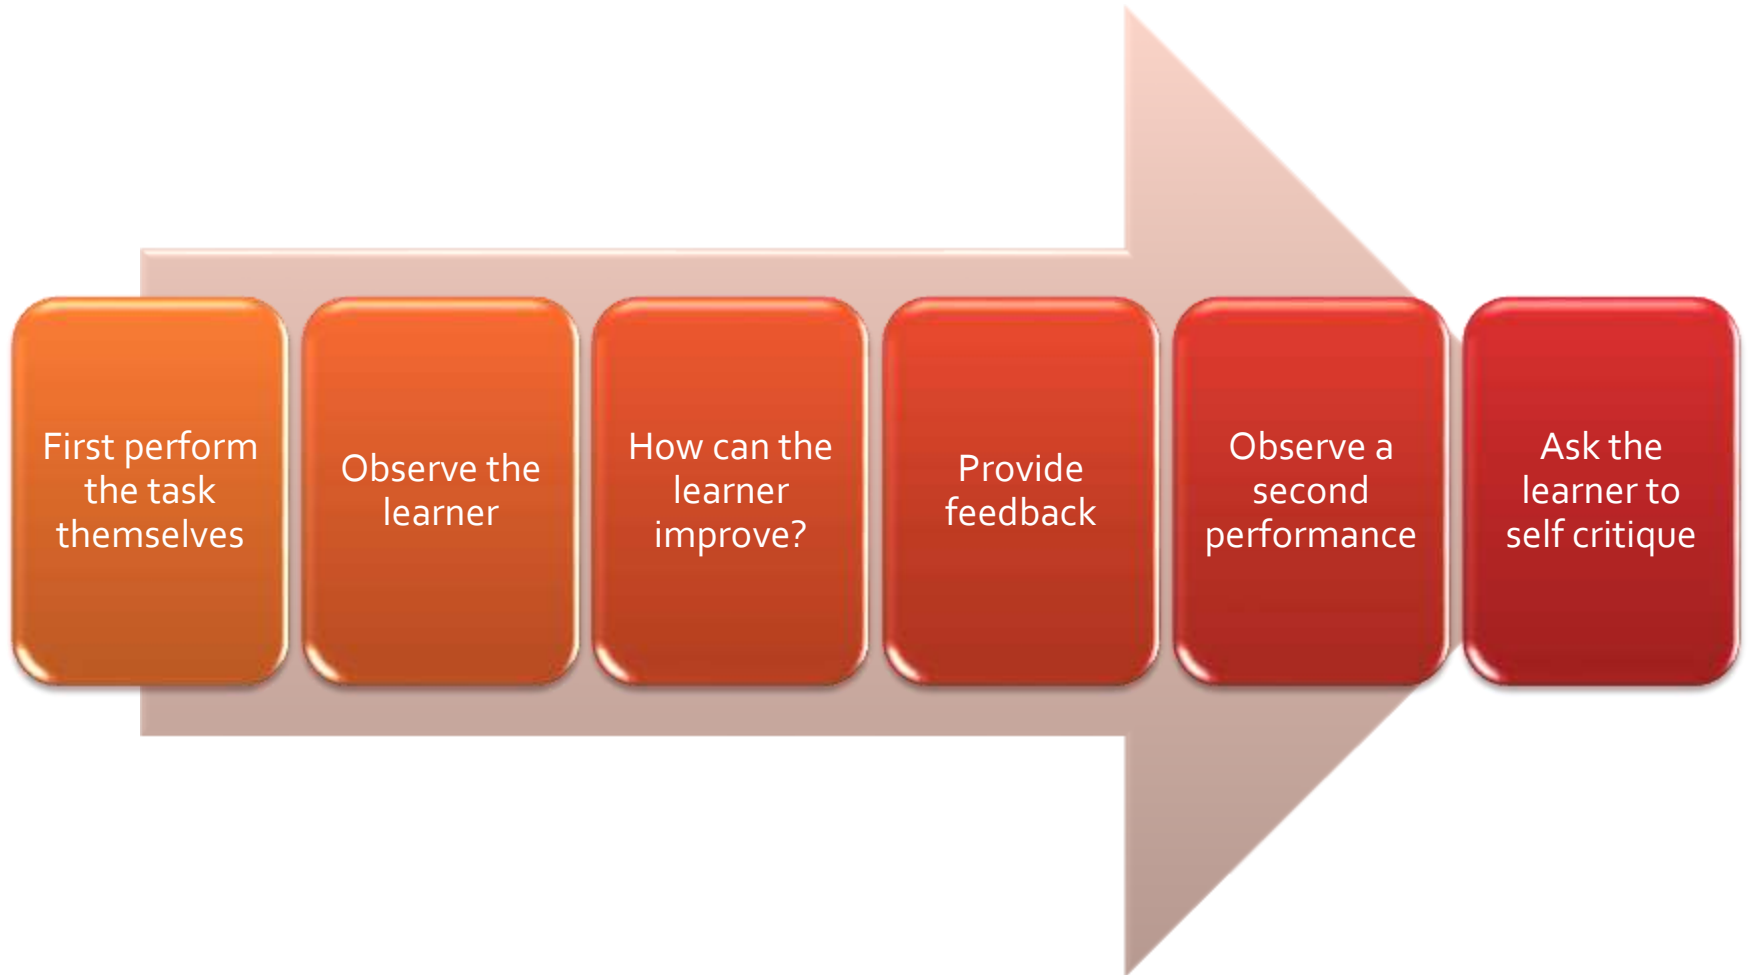 First perform
the task
themselves
Observe the
learner
How can the
learner
improve?
Provide
feedback
Observe a
second
performance
Ask the
learner to
self critique